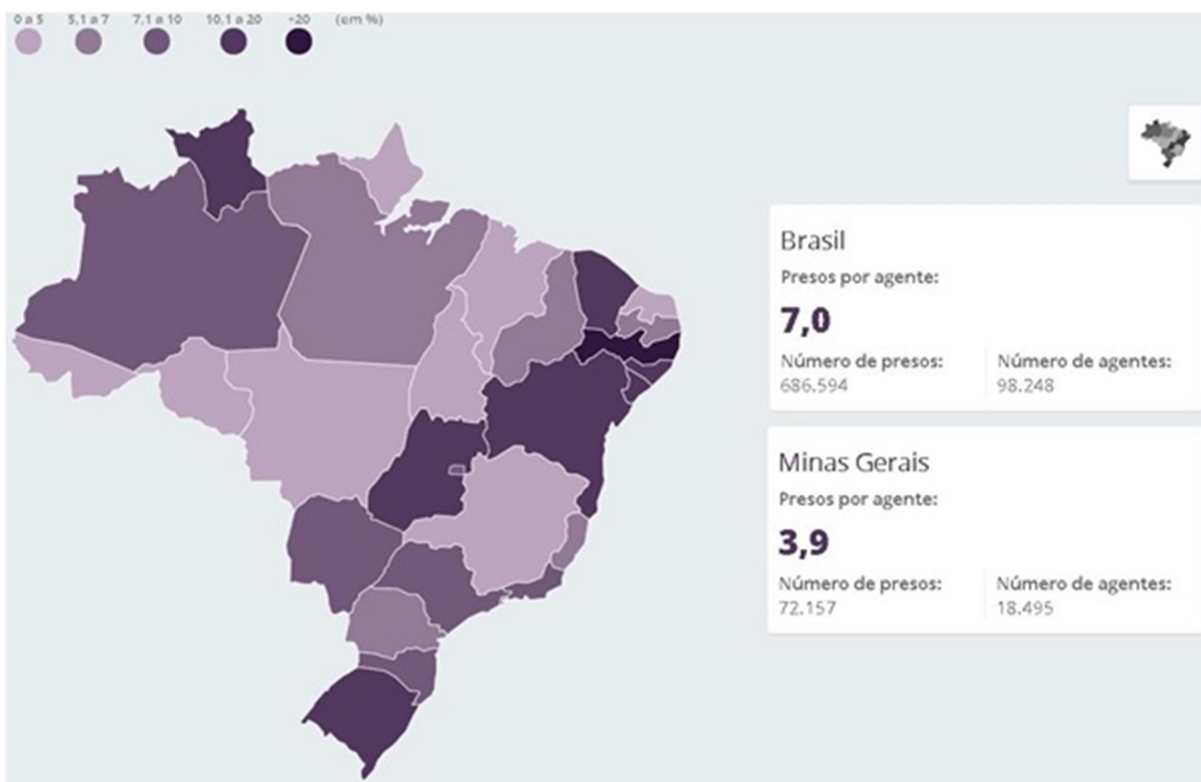 0 a 5 5,1 a 7 7,1 a 10 10,1 a 20 +20 (em %)
Brasil
Presos por agente:
7,0
Número de presos: Número de agentes:
686.594 98.248
Minas Gerais
Presos por agente:
3,9
Número de presos: Número de agentes:
72.157 18.495